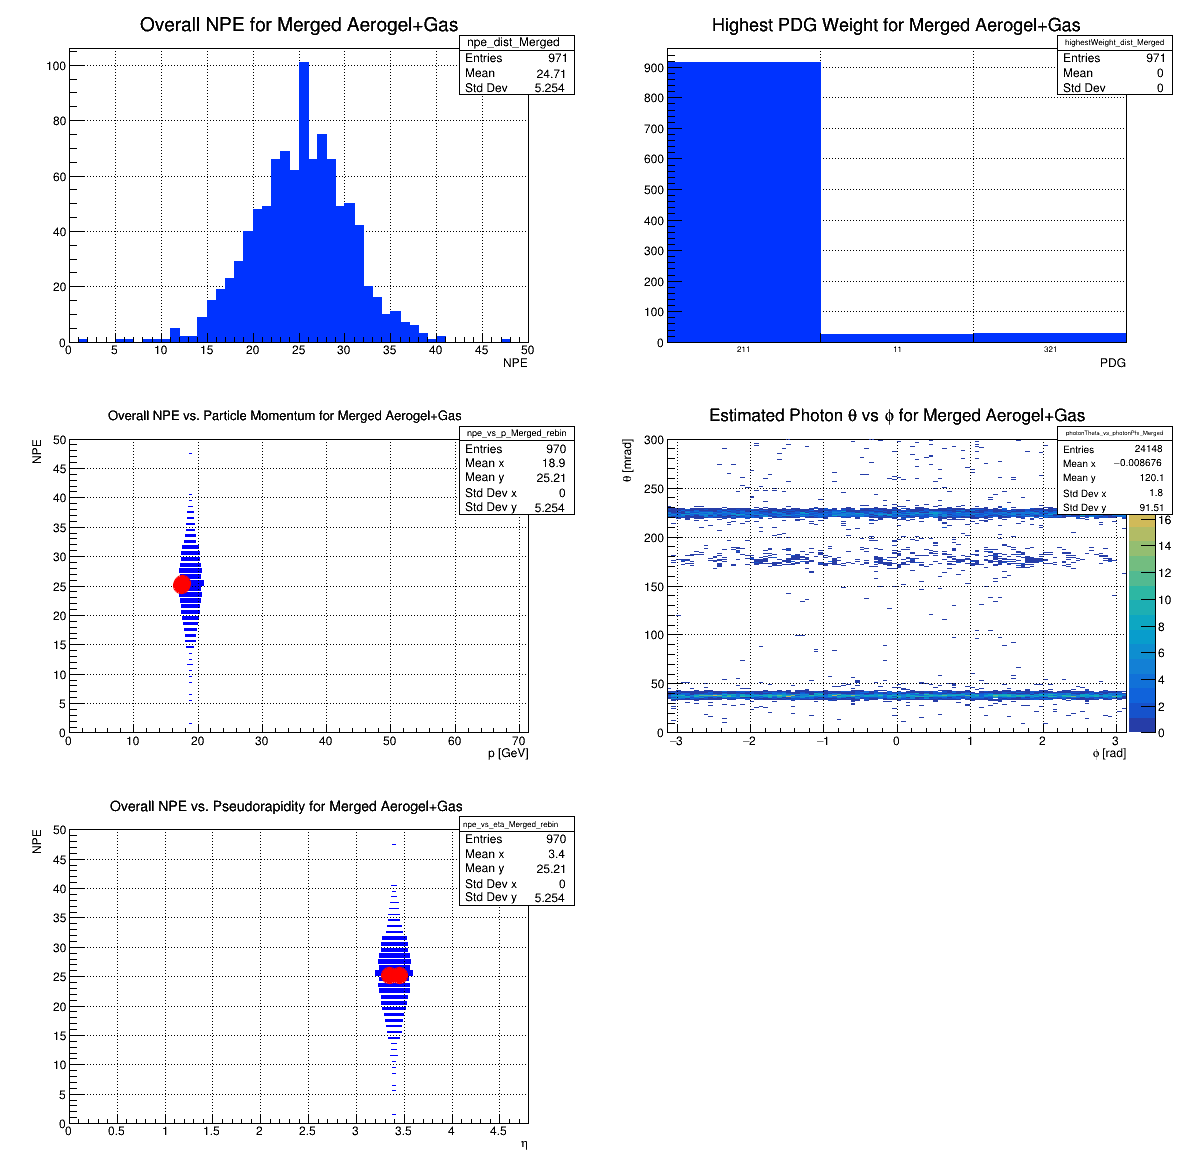 Overall NPE for Merged Aerogel+Gas
npe_dist_Merged
Entries 971
Mean 24.71
Std Dev 5.254
100
80
60
40
20
0
0 5 10 15 20 25 30 35 40 45 50
NPE
Highest PDG Weight for Merged Aerogel+Gas
highestWeight_dist_Merged
Entries 971
Mean 0
Std Dev 0
900
800
700
600
500
400
300
200
100
0
211 11 321
PDG
Overall NPE vs. Particle Momentum for Merged Aerogel+Gas
npe_vs_p_Merged_rebin
Entries 970
Mean x 18.9
Mean y 25.21
Std Dev x 0
Std Dev y 5.254
NPE
50
45
40
35
30
25
20
15
10
5
0
0 10 20 30 40 50 60 70
p [GeV]
Estimated Photon θ vs ϕ for Merged Aerogel+Gas
photonTheta_vs_photonPhi_Merged
Entries 24148
Mean x −0.008676
Mean y 120.1
Std Dev x 1.8
Std Dev y 91.51
θ [mrad]
300
250
200
150
100
50
0
−3 −2 −1 0 1 2 3
ϕ [rad]
16
14
12
10
8
6
4
2
0
Overall NPE vs. Pseudorapidity for Merged Aerogel+Gas
npe_vs_eta_Merged_rebin
Entries 970
Mean x 3.4
Mean y 25.21
Std Dev x 0
Std Dev y 5.254
NPE
50
45
40
35
30
25
20
15
10
5
0
0 0.5 1 1.5 2 2.5 3 3.5 4 4.5
η